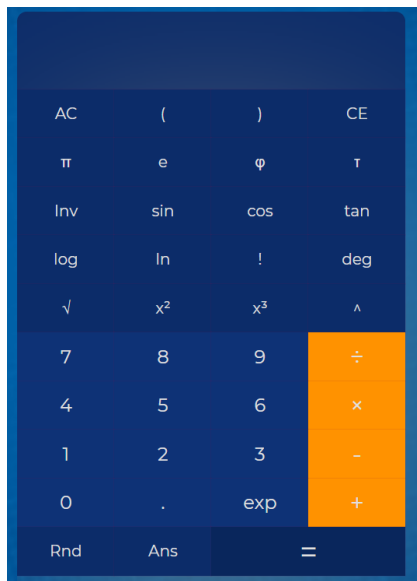 AC ( ) CE
π e φ τ
Inv sin cos tan
log ln ! deg
√ x² x³ ^
7 8 9 ÷
4 5 6 ×
1 2 3 -
0 . exp +
Rnd Ans =